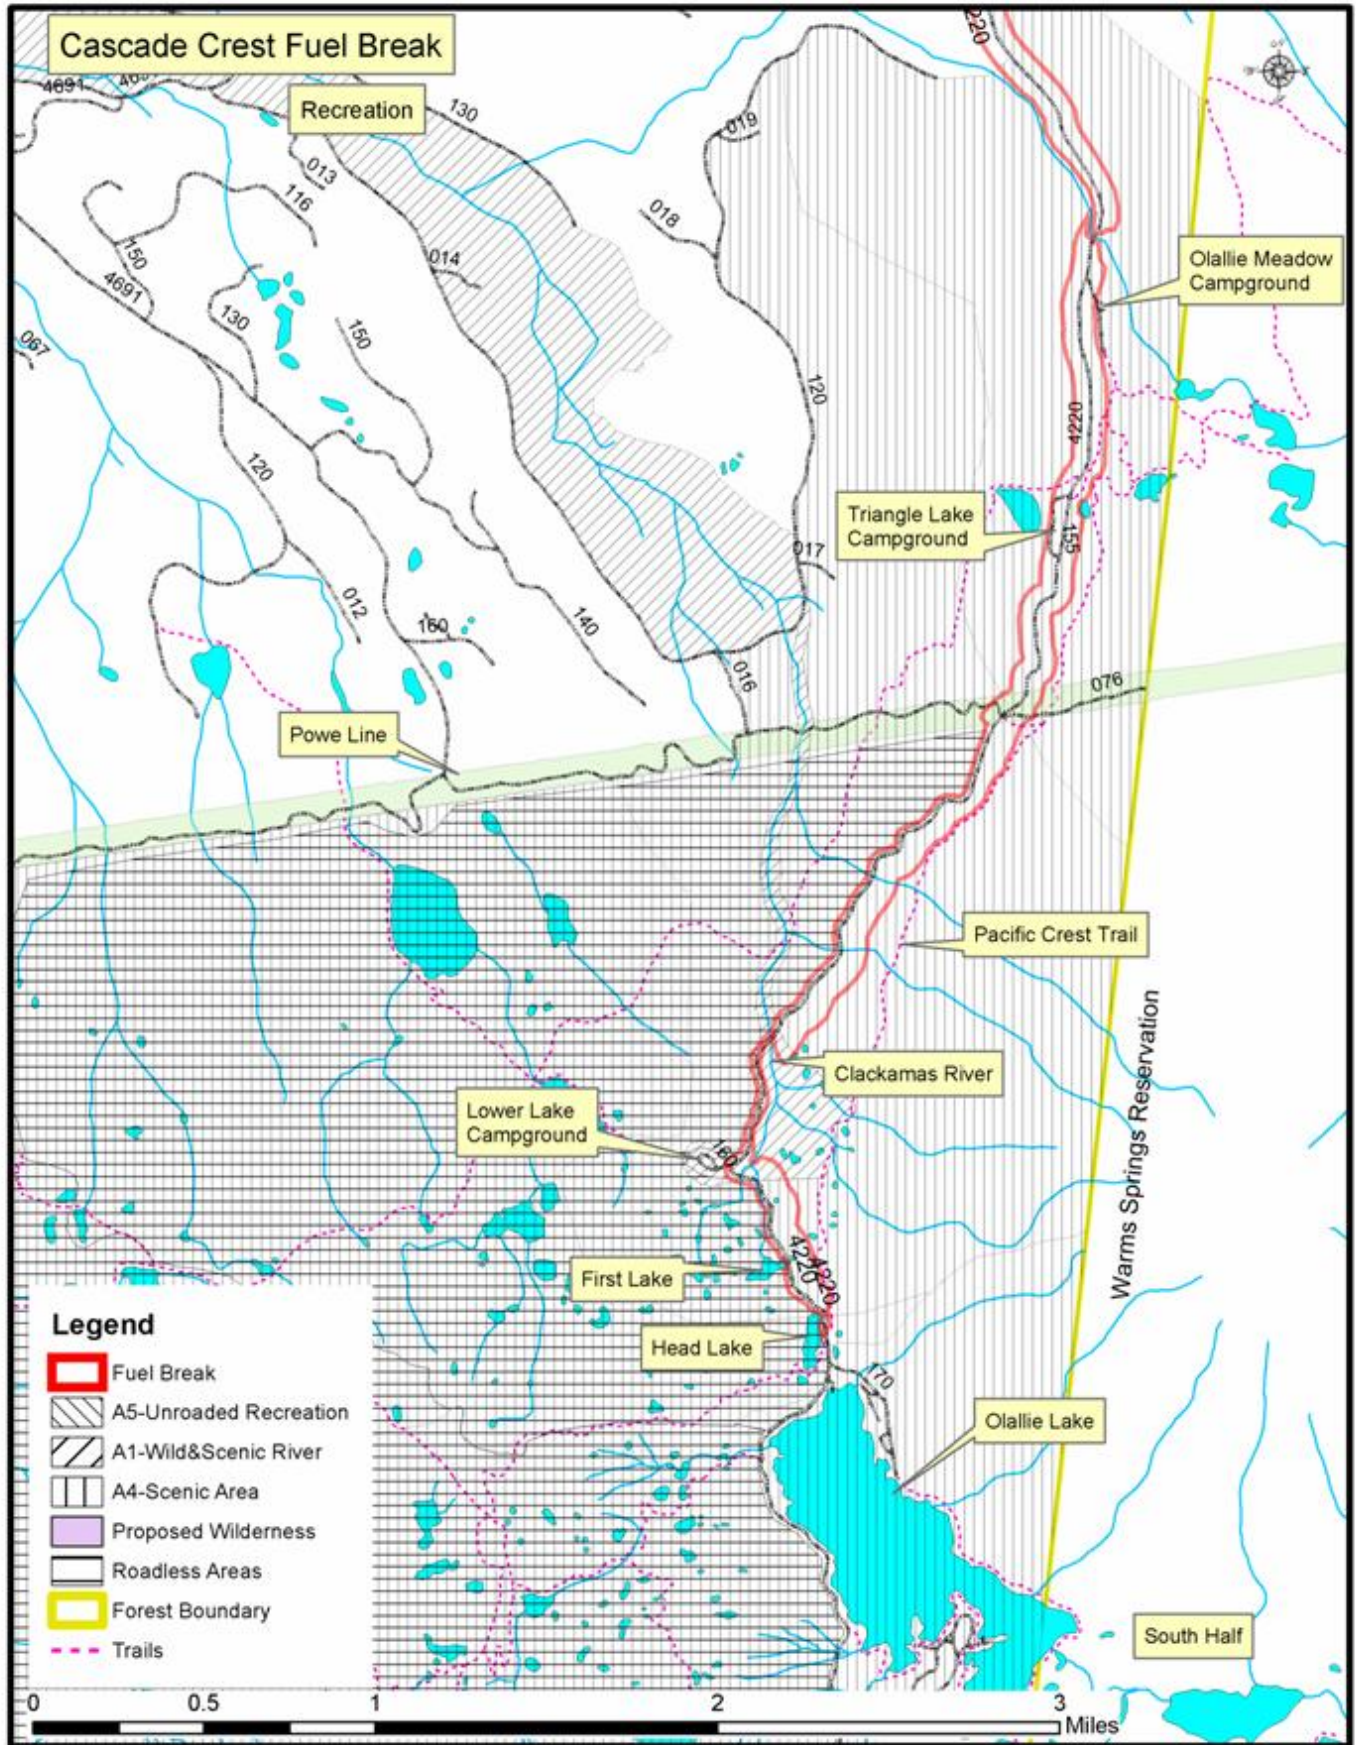 Cascade Crest Fuel Break
Recreation
220
4691
469
130
019
013
116
018
014
150
4691
130
150
067
Olallie Meadow
Campground
120
4220
120
Triangle Lake
Campground
155
017
012
160
140
016
076
Powe Line
Pacific Crest Trail
Clackamas River
Warms Springs Reservation
Lower Lake
Campground
160
First Lake
4220
4220
Head Lake
170
Olallie Lake
South Half
Legend
Fuel Break
A5-Unroaded Recreation
A1-Wild&Scenic River
A4-Scenic Area
Proposed Wilderness
Roadless Areas
Forest Boundary
Trails
0 0.5 1 2 3
Miles